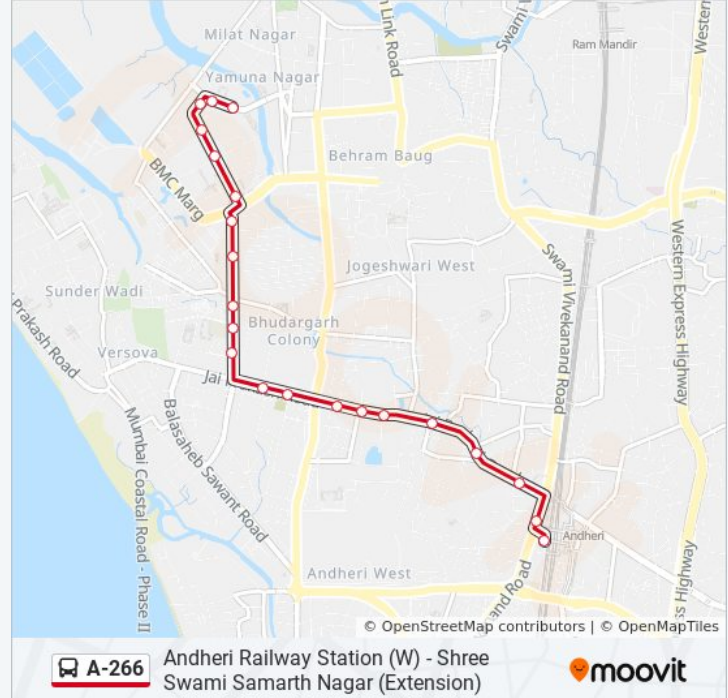 Milat Nagar
Yamuna Nagar
Link Road
Swami V
Western
Ram Mandir
Behram Baug
BMC Marg
Jogeshwari West
Swami Vivekanand Road
Western Express Highway
Sunder Wadi
Bhudargarh
Colony
Prakash Road
Versova
Jai
Balasaheb Sawant Road
Mumbai Coastal Road - Phase II
Andheri
Andheri West
and Road
ss Highway
© OpenStreetMap contributors | © OpenMapTiles
A-266
Andheri Railway Station (W) - Shree
Swami Samarth Nagar (Extension)
moovit